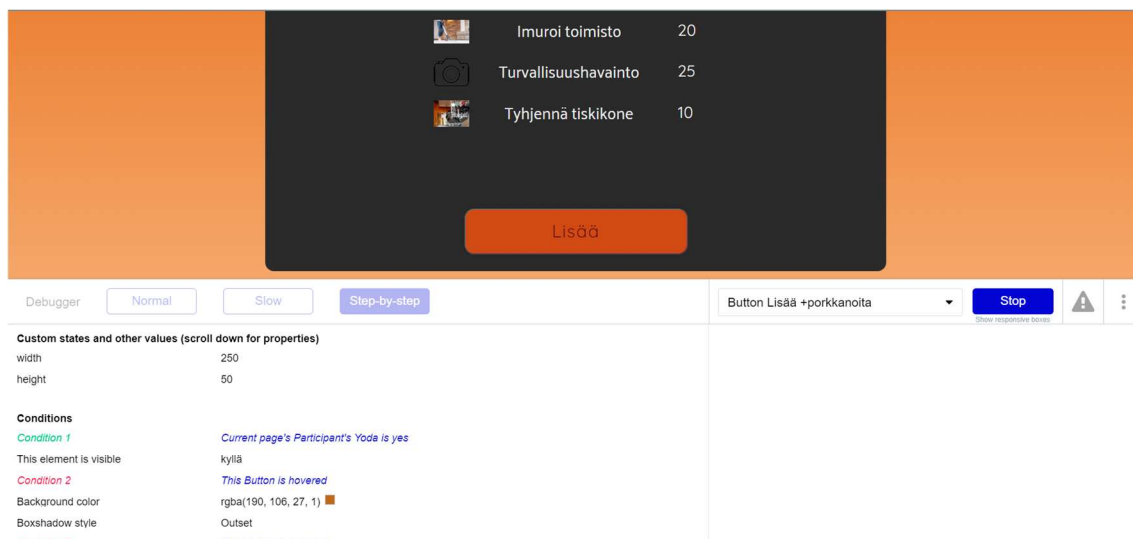 Imuroi toimisto 20
Turvallisuushavainto 25
Tyhjennä tiskikone 10
Lisää
Debugger Normal Slow Step-by-step Button Lisää +porkkanoita Stop
Show responsive boxes
Custom states and other values (scroll down for properties)
width 250
height 50
Conditions
Condition 1 Current page's Participant's Yoda is yes
This element is visible kyllä
Condition 2 This Button is hovered
Background color rgba(190, 106, 27, 1)
Boxshadow style Outset